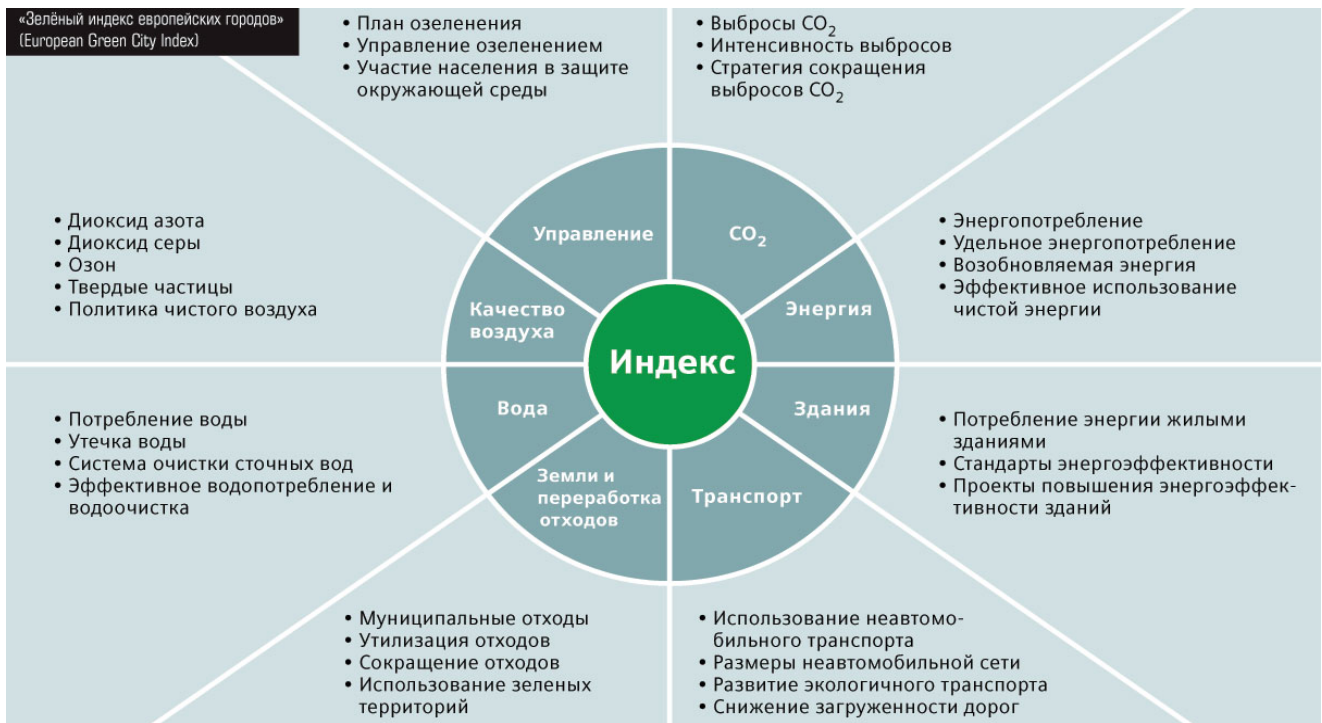 «Зелёный индекс европейских городов»
(European Green City Index)
• План озеленения
• Управление озеленением
• Участие населения в защите
окружающей среды
• Выбросы CO₂
• Интенсивность выбросов
• Стратегия сокращения
выбросов CO₂
• Диоксид азота
• Диоксид серы
• Озон
• Твердые частицы
• Политика чистого воздуха
Управление
CO₂
• Энергопотребление
• Удельное энергопотребление
• Возобновляемая энергия
• Эффективное использование
чистой энергии
Качество
воздуха
Энергия
Индекс
Вода
Здания
• Потребление воды
• Утечка воды
• Система очистки сточных вод
• Эффективное водопотребление и
водоочистка
Земли и
переработка
отходов
Транспорт
• Потребление энергии жилыми
зданиями
• Стандарты энергоэффективности
• Проекты повышения энергоэффек-
тивности зданий
• Муниципальные отходы
• Утилизация отходов
• Сокращение отходов
• Использование зеленых
территорий
• Использование неавтомо-
бильного транспорта
• Размеры неавтомобильной сети
• Развитие экологичного транспорта
• Снижение загруженности дорог